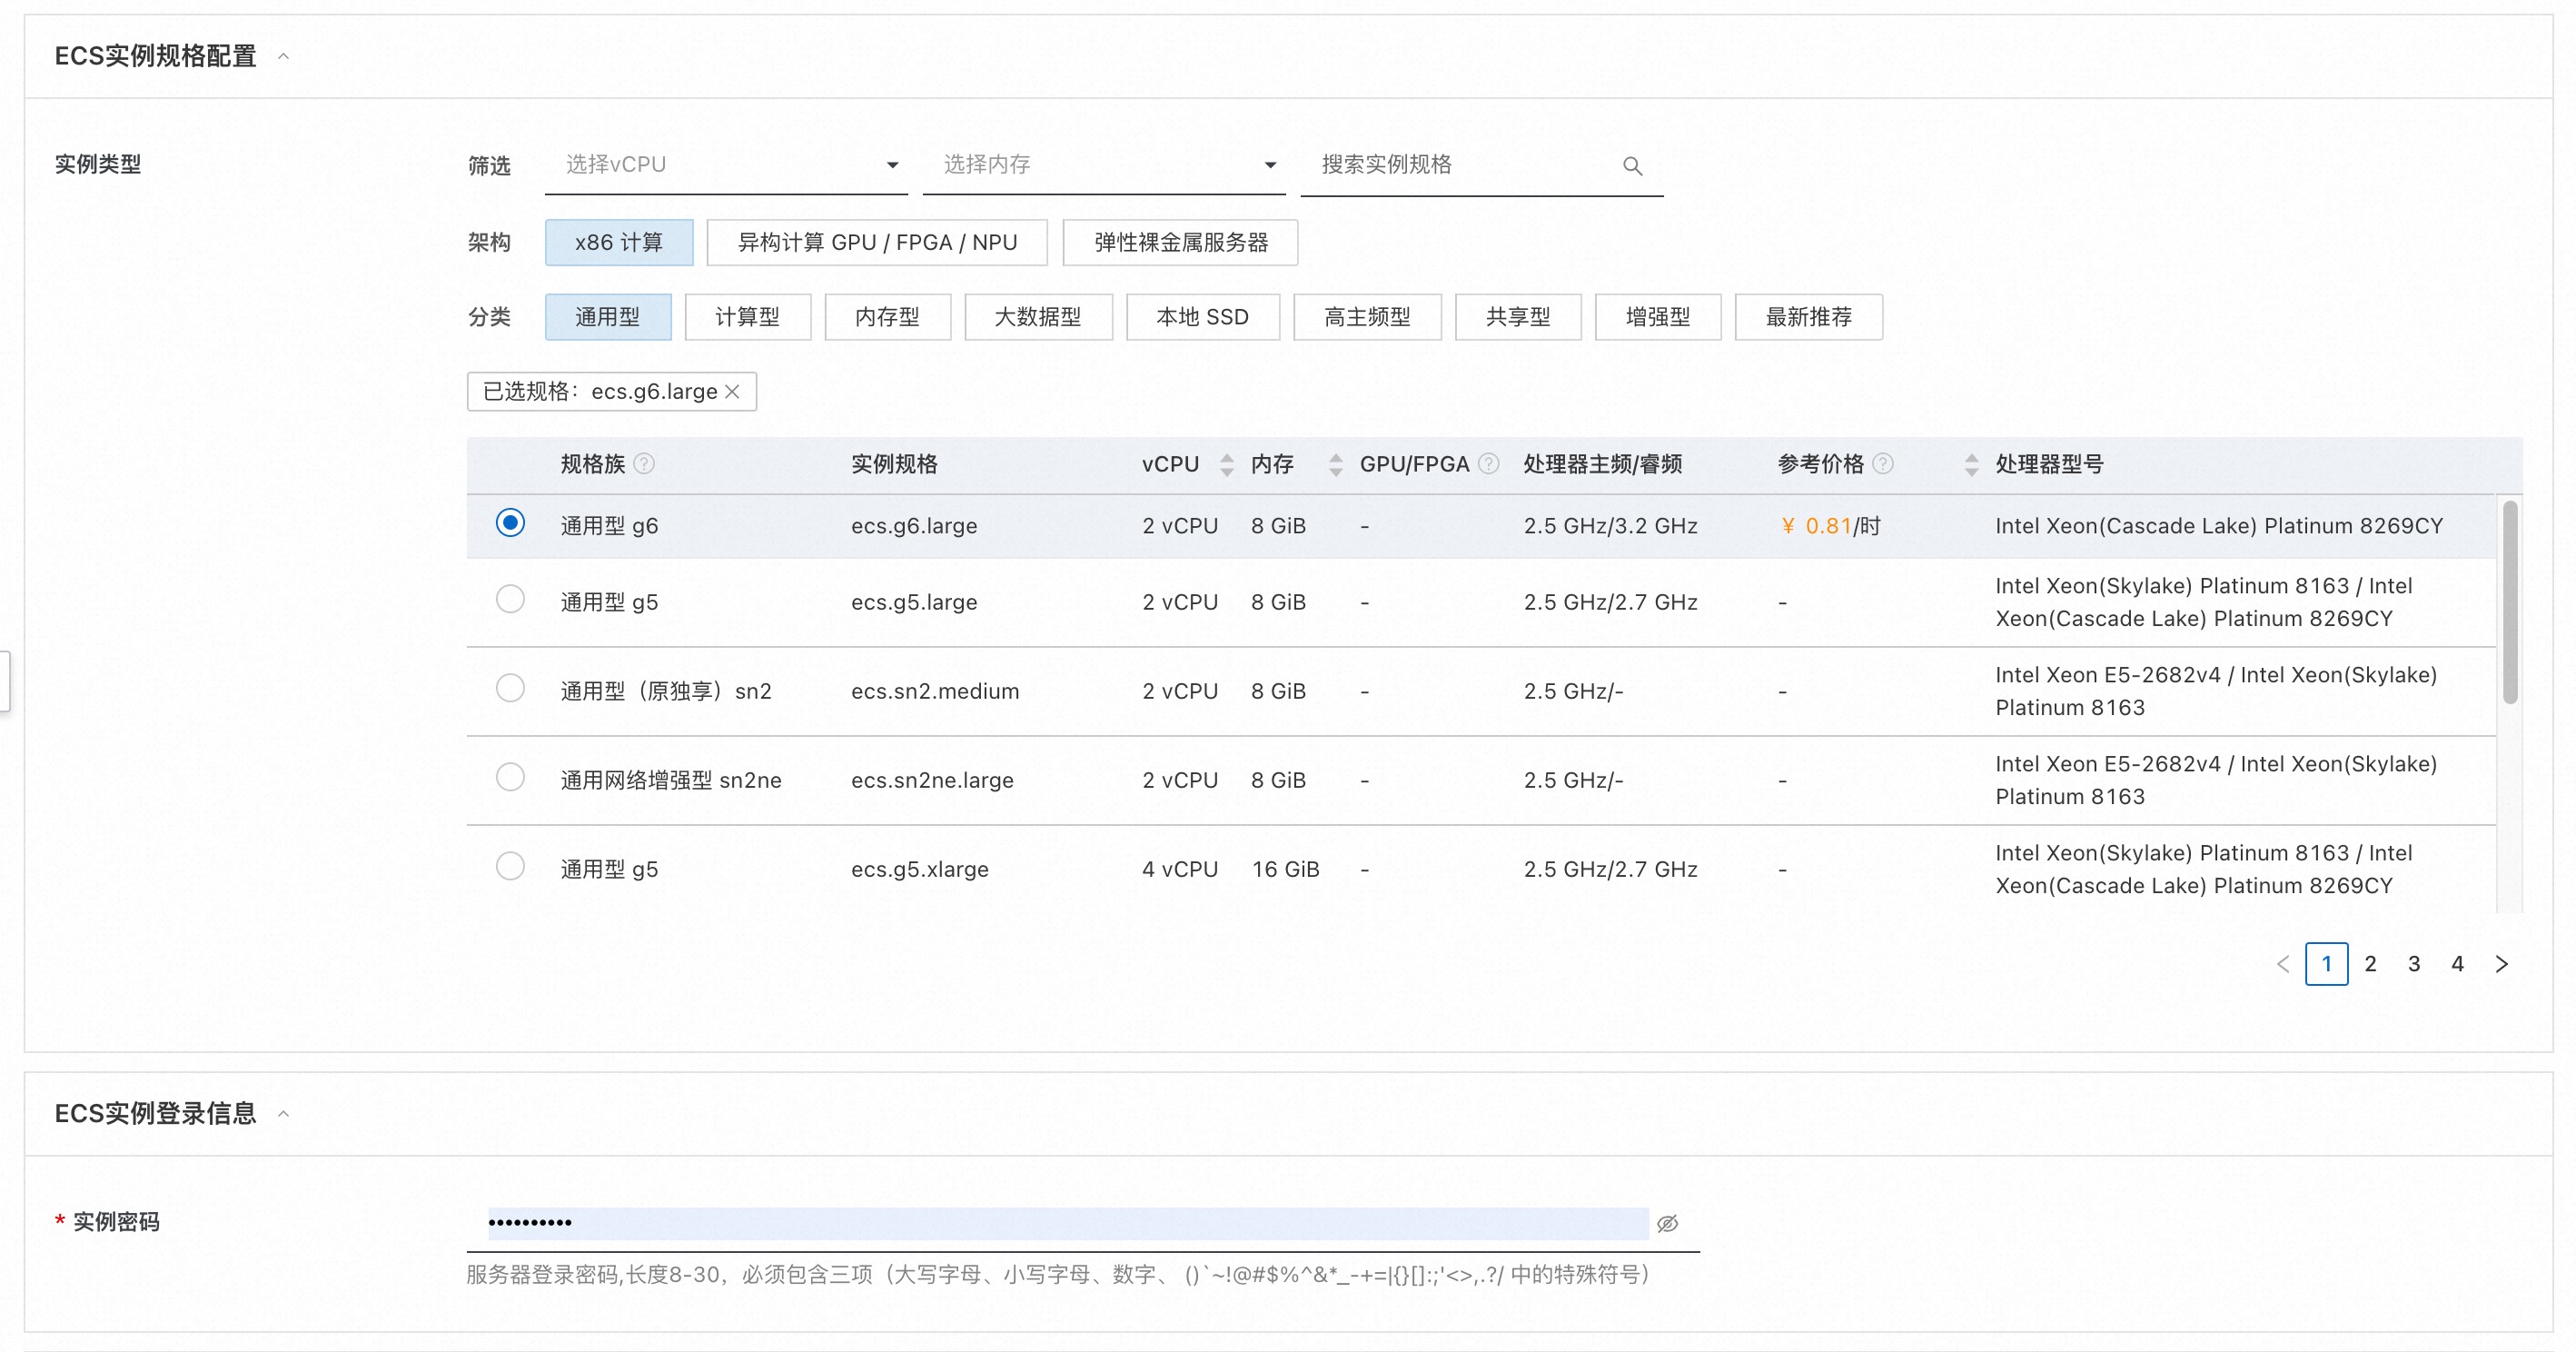 ECS实例规格配置
实例类型
筛选 选择vCPU 选择内存 搜索实例规格
架构 x86 计算 异构计算 GPU / FPGA / NPU 弹性裸金属服务器
分类 通用型 计算型 内存型 大数据型 本地 SSD 高主频型 共享型 增强型 最新推荐
已选规格：ecs.g6.large
规格族 实例规格 vCPU 内存 GPU/FPGA 处理器主频/睿频 参考价格 处理器型号
通用型 g6 ecs.g6.large 2 vCPU 8 GiB - 2.5 GHz/3.2 GHz ¥ 0.81/时 Intel Xeon(Cascade Lake) Platinum 8269CY
通用型 g5 ecs.g5.large 2 vCPU 8 GiB - 2.5 GHz/2.7 GHz - Intel Xeon(Skylake) Platinum 8163 / Intel
Xeon(Cascade Lake) Platinum 8269CY
通用型（原独享）sn2 ecs.sn2.medium 2 vCPU 8 GiB - 2.5 GHz/- - Intel Xeon E5-2682v4 / Intel Xeon(Skylake)
Platinum 8163
通用网络增强型 sn2ne ecs.sn2ne.large 2 vCPU 8 GiB - 2.5 GHz/- - Intel Xeon E5-2682v4 / Intel Xeon(Skylake)
Platinum 8163
通用型 g5 ecs.g5.xlarge 4 vCPU 16 GiB - 2.5 GHz/2.7 GHz - Intel Xeon(Skylake) Platinum 8163 / Intel
Xeon(Cascade Lake) Platinum 8269CY
1 2 3 4
ECS实例登录信息
* 实例密码 ••••••••••
服务器登录密码,长度8-30，必须包含三项（大写字母、小写字母、数字、 ()`~!@#$%^&*_-+=|{}[]:;'<>,.?/ 中的特殊符号）